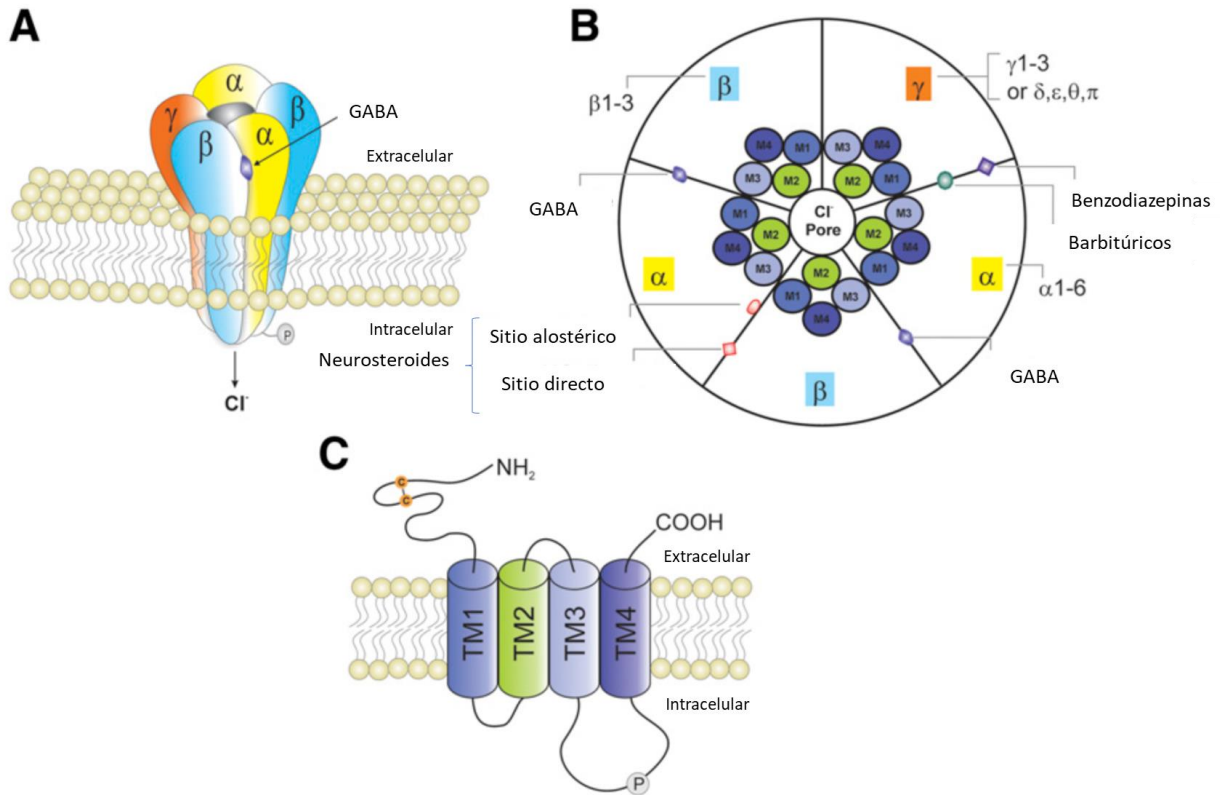 A
α
γ
β
β
α
GABA
Extracelular
Intracelular
P
Cl⁻
Neurosteroides
Sitio alostérico
Sitio directo
B
β1-3
β
γ
γ1-3
or δ,ε,θ,π
M4
M1
M3
M4
M3
M2
M2
M1
GABA
Benzodiazepinas
Barbitúricos
M1
M3
Cl⁻
Pore
M2
M2
M4
M4
α
M3
M2
M1
α
α1-6
M1
M3
M4
GABA
β
C
C
C
NH₂
COOH
Extracelular
TM1
TM2
TM3
TM4
Intracelular
P